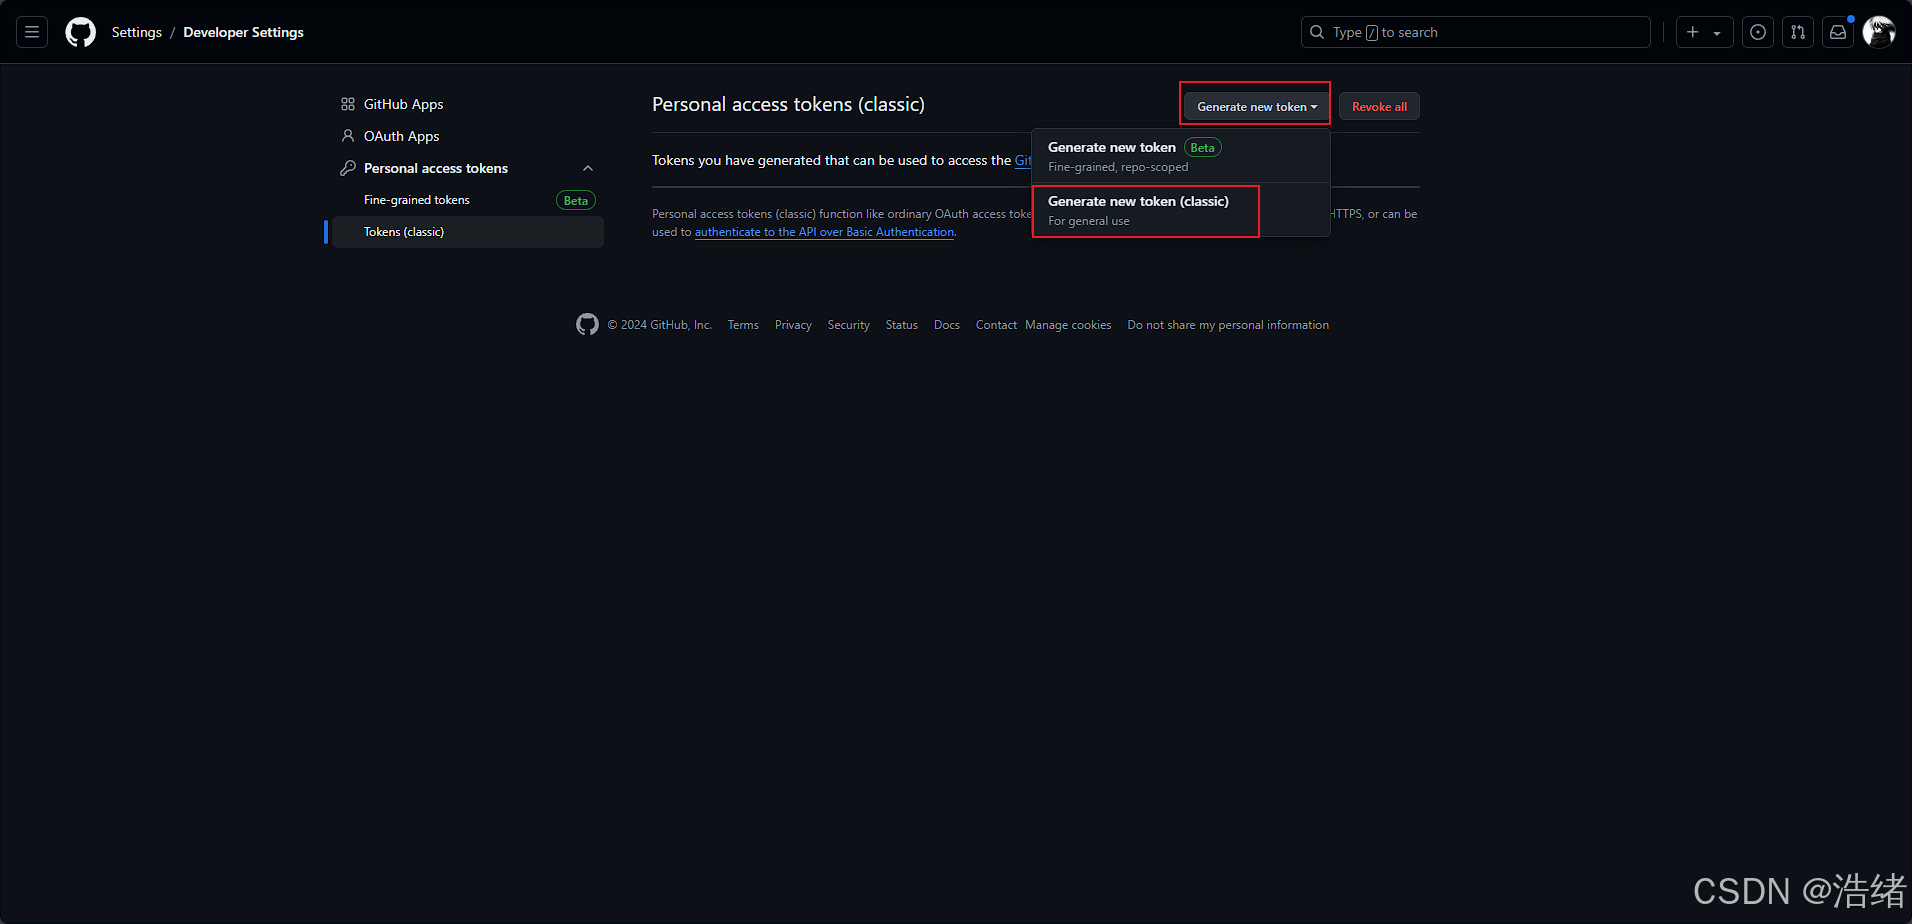 Settings / Developer Settings
Type / to search
GitHub Apps
OAuth Apps
Personal access tokens
Fine-grained tokens Beta
Tokens (classic)
Personal access tokens (classic)
Generate new token
Revoke all
Tokens you have generated that can be used to access the Git
Generate new token Beta
Fine-grained, repo-scoped
Generate new token (classic)
For general use
Personal access tokens (classic) function like ordinary OAuth access HTTPS, or can be
used to authenticate to the API over Basic Authentication.
© 2024 GitHub, Inc. Terms Privacy Security Status Docs Contact Manage cookies Do not share my personal information
CSDN @浩绪